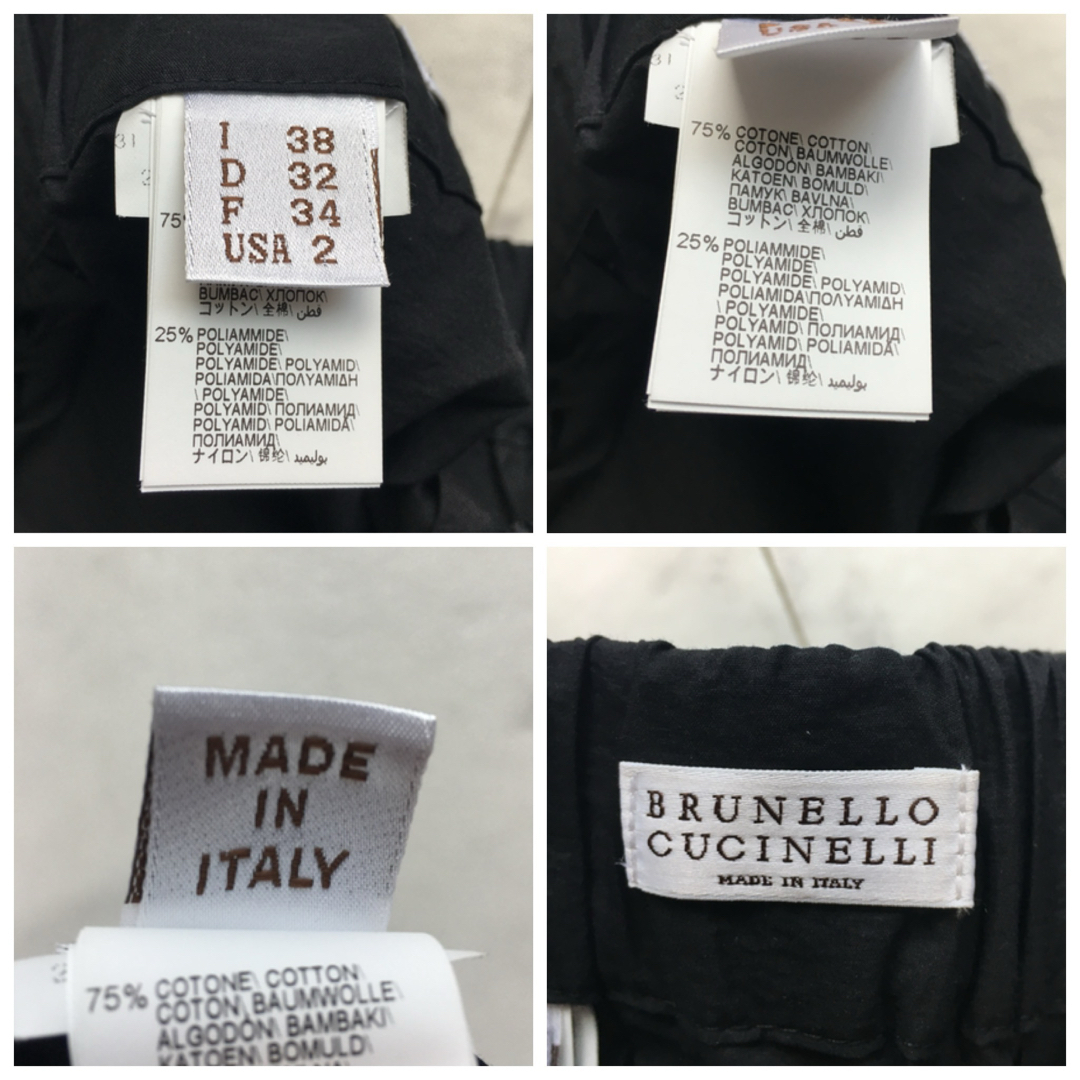 I 38
D 32
F 34
USA 2
31
75
BUMBAC\ ХЛОПОК\
コットン\ 全棉\ قطن
25% POLIAMMIDE\
POLYAMIDE\
POLYAMIDE\ POLYAMID\
POLIAMIDA\ΠΟΛΥΑΜΙΔΗ
\ POLYAMIDE\
POLYAMID\ ПОЛИАМИД\
POLYAMID\ POLIAMIDA\
ПОЛИАМИД\
ナイロン\ 锦纶\ بوليميد
31
75% COTONE\ COTTON\
COTON\ BAUMWOLLE\
ALGODÓN\ BAMBAKI\
KATOEN\ BOMULD\
ПАМУК\ BAVLNA\
BUMBAC\ ХЛОПОК\
コットン\ 全棉\ قطن
25% POLIAMMIDE\
POLYAMIDE\
POLYAMIDE\ POLYAMID\
POLIAMIDA\ΠΟΛΥΑΜΙΔΗ
\ POLYAMIDE\
POLYAMID\ ПОЛИАМИД\
POLYAMID\ POLIAMIDA\
ПОЛИАМИД\
ナイロン\ 锦纶\ بوليميد
MADE
IN
ITALY
75% COTONE\ COTTON\
COTON\ BAUMWOLLE\
ALGODÓN\ BAMBAKI\
KATOEN\ BOMULD\
BRUNELLO
CUCINELLI
MADE IN ITALY